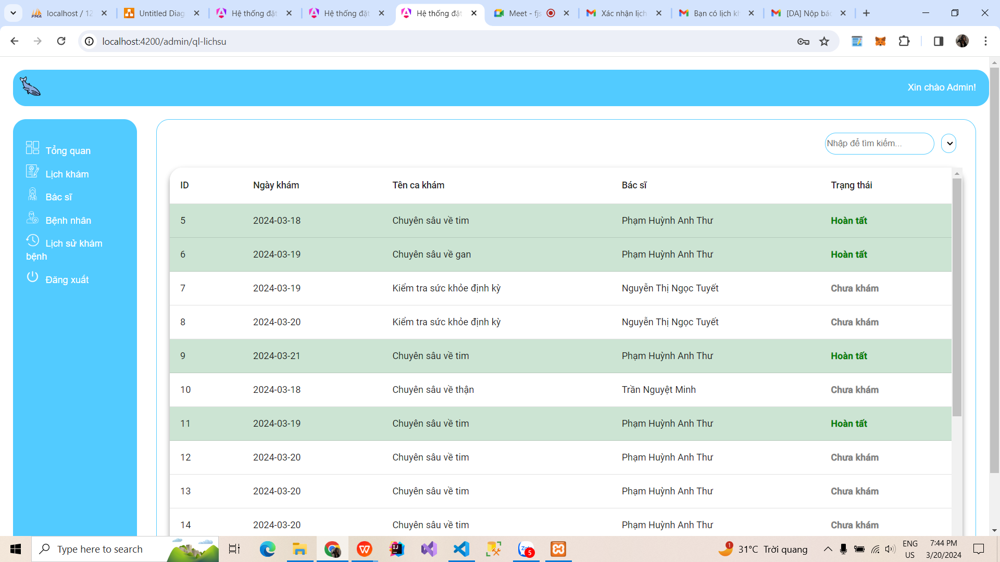 localhost / 12
Untitled Diag
Hệ thống đặt
Hệ thống đặt
Hệ thống đặt
Meet - fjs
Xác nhận lịch
Bạn có lịch kh
[DA] Nộp báo
localhost:4200/admin/ql-lichsu
Xin chào Admin!
Tổng quan
Lịch khám
Bác sĩ
Bệnh nhân
Lịch sử khám
bệnh
Đăng xuất
Nhập để tìm kiếm...
ID Ngày khám Tên ca khám Bác sĩ Trạng thái
5 2024-03-18 Chuyên sâu về tim Phạm Huỳnh Anh Thư Hoàn tất
6 2024-03-19 Chuyên sâu về gan Phạm Huỳnh Anh Thư Hoàn tất
7 2024-03-19 Kiểm tra sức khỏe định kỳ Nguyễn Thị Ngọc Tuyết Chưa khám
8 2024-03-20 Kiểm tra sức khỏe định kỳ Nguyễn Thị Ngọc Tuyết Chưa khám
9 2024-03-21 Chuyên sâu về tim Phạm Huỳnh Anh Thư Hoàn tất
10 2024-03-18 Chuyên sâu về thận Trần Nguyệt Minh Chưa khám
11 2024-03-19 Chuyên sâu về tim Phạm Huỳnh Anh Thư Hoàn tất
12 2024-03-20 Chuyên sâu về tim Phạm Huỳnh Anh Thư Chưa khám
13 2024-03-20 Chuyên sâu về tim Phạm Huỳnh Anh Thư Chưa khám
14 2024-03-20 Chuyên sâu về tim Phạm Huỳnh Anh Thư Chưa khám
Type here to search
5
1
31°C Trời quang
ENG
US
7:44 PM
3/20/2024